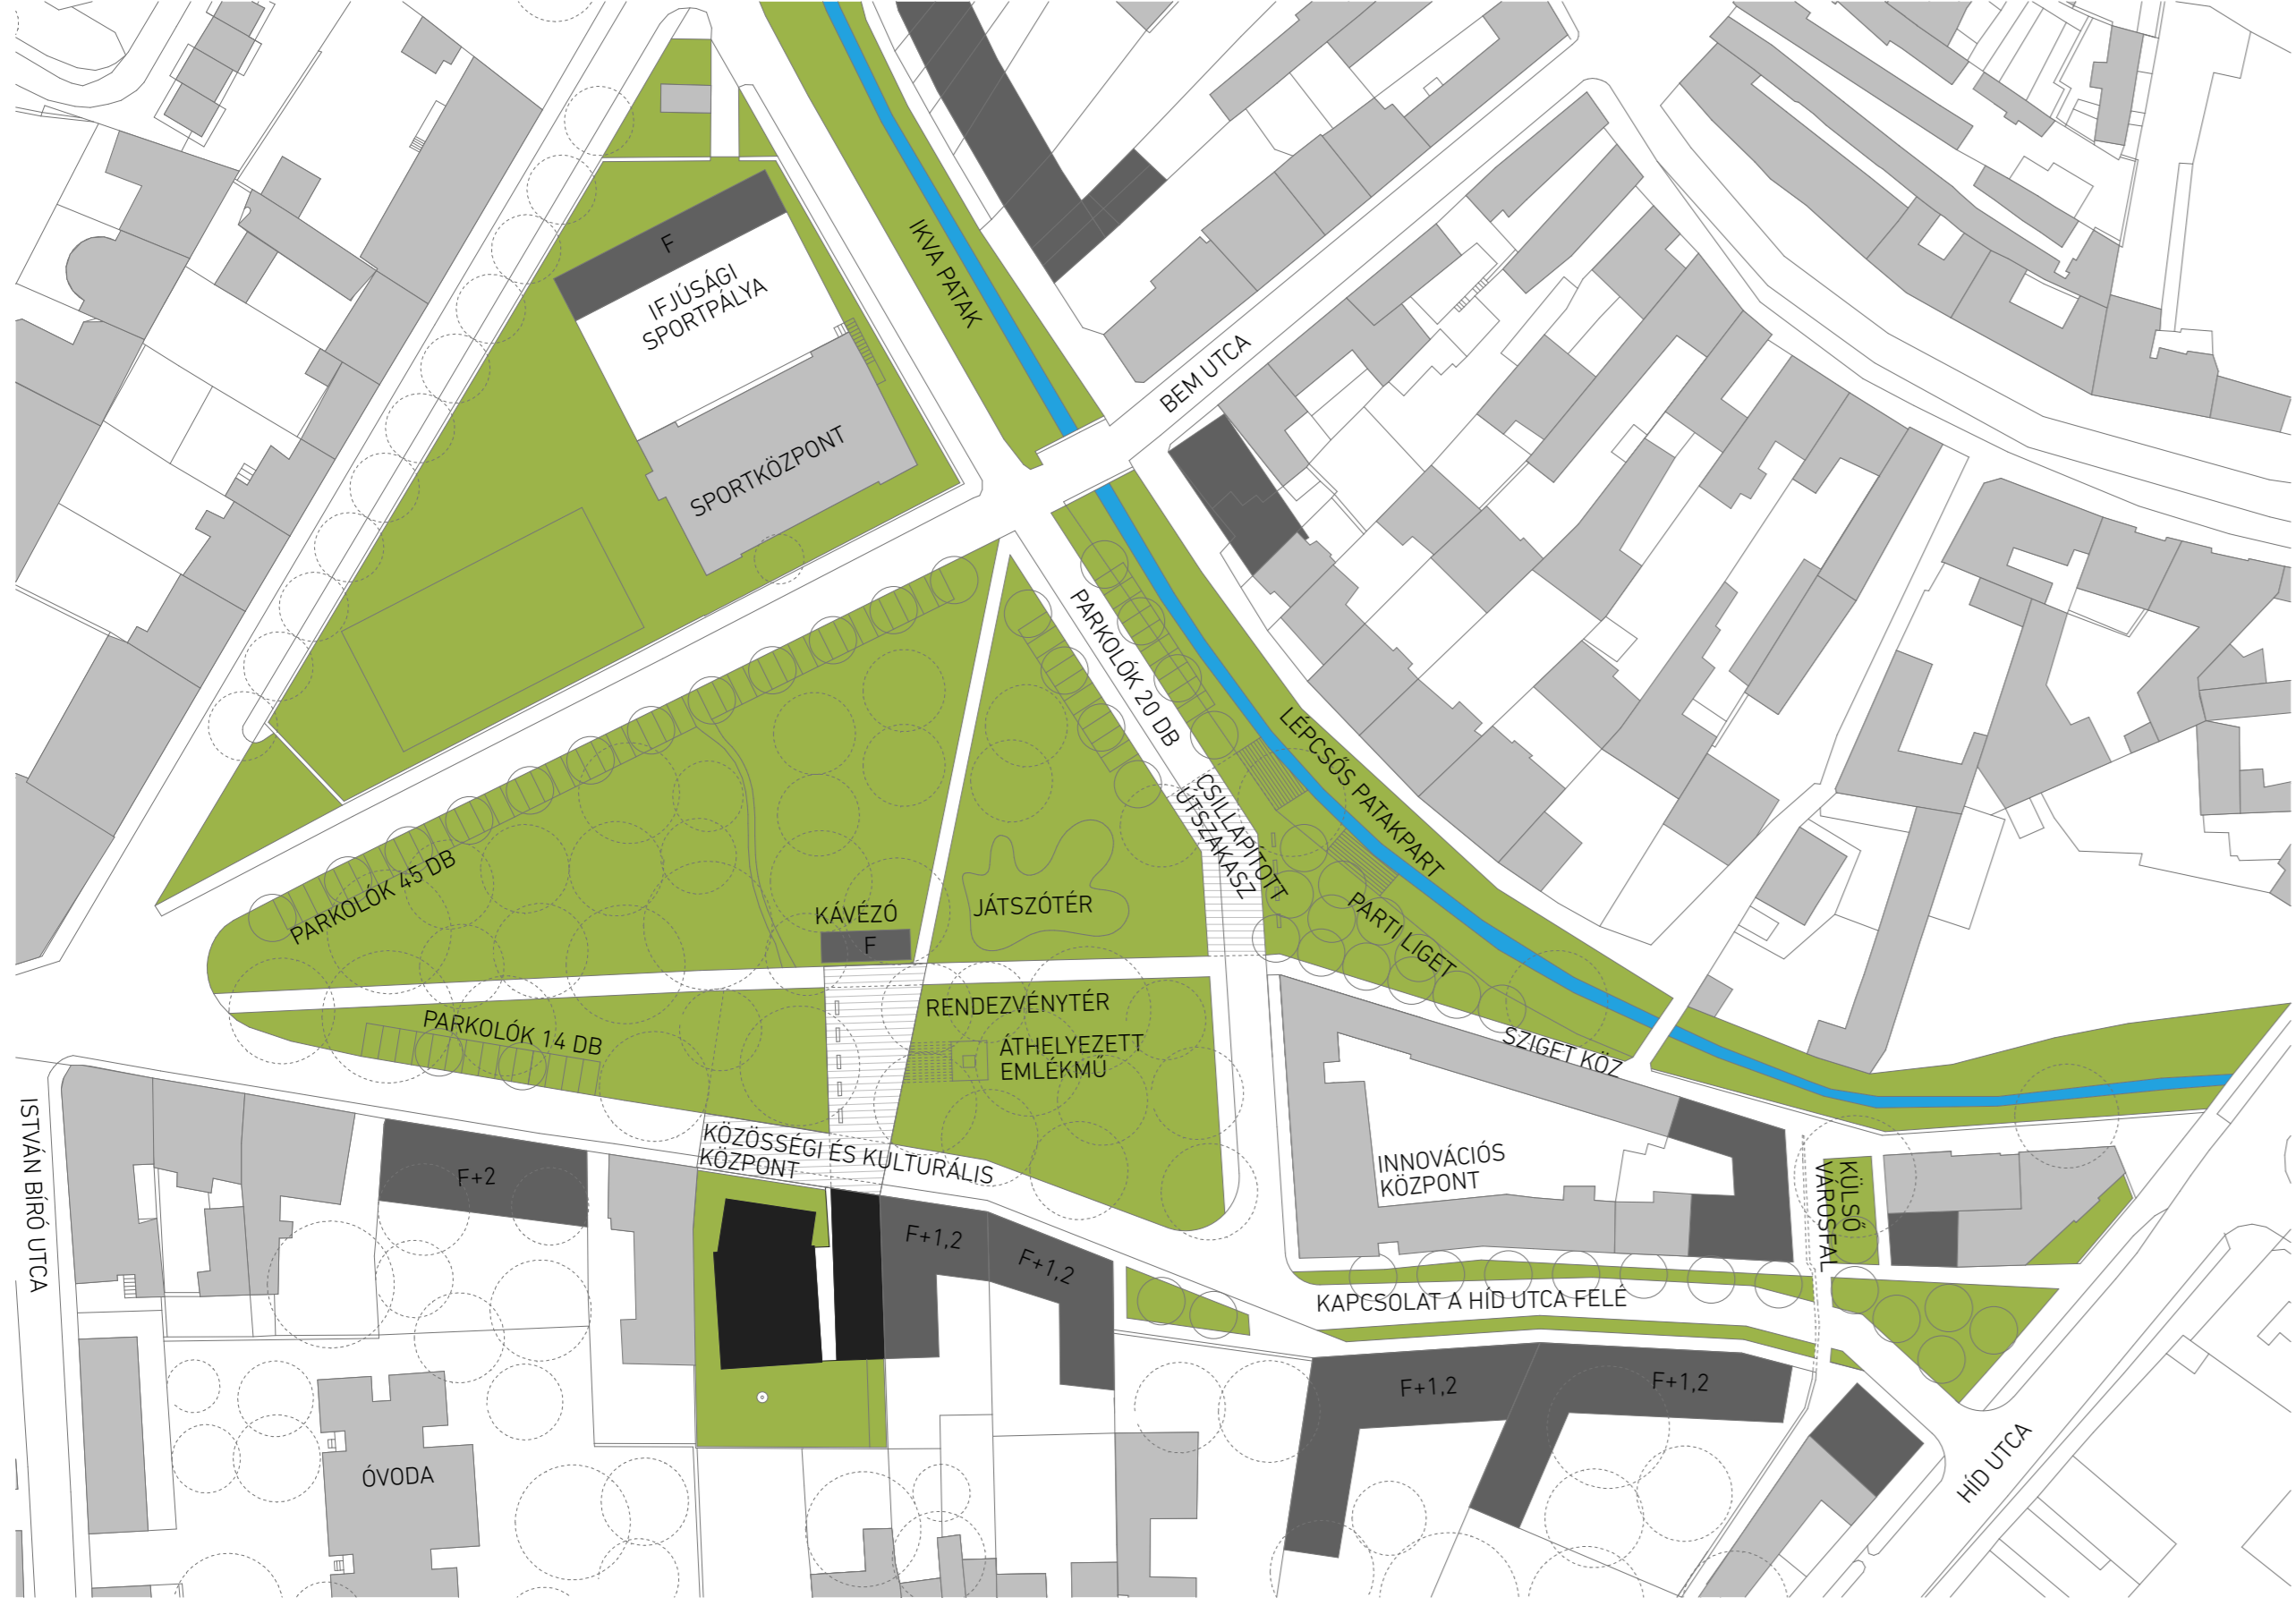 F
IFJÚSÁGI
SPORTPÁLYA
IKVA PATAK
BEM UTCA
SPORTKÖZPONT
PARKOLÓK 20 DB
LÉPCSŐS PATAKPART
CSILLAPÍTOTT
ÚTSZAKASZ
PARKOLÓK 45 DB
KÁVÉZÓ
F
JÁTSZÓTÉR
PARTI LIGET
RENDEZVÉNYTÉR
PARKOLÓK 14 DB
ÁTHELYEZETT
EMLÉKMŰ
SZIGET KÖZ
ISTVÁN BÍRÓ UTCA
KÖZÖSSÉGI ÉS KULTURÁLIS
KÖZPONT
F+2
INNOVÁCIÓS
KÖZPONT
KÜLSŐ
VÁROSFAL
F+1,2
F+1,2
KAPCSOLAT A HÍD UTCA FELÉ
F+1,2
F+1,2
ÓVODA
HÍD UTCA